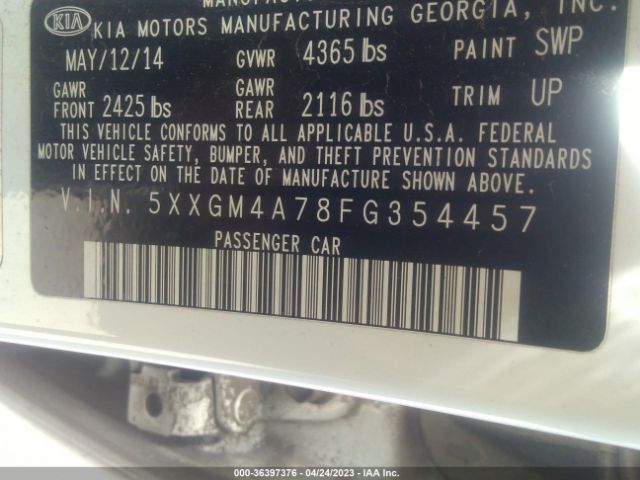 MANUFACTU
KIA KIA MOTORS MANUFACTURING GEORGIA, INC.
MAY/12/14 GVWR 4365 lbs PAINT SWP
GAWR FRONT 2425 lbs GAWR REAR 2116 lbs TRIM UP
THIS VEHICLE CONFORMS TO ALL APPLICABLE U.S.A. FEDERAL
MOTOR VEHICLE SAFETY, BUMPER, AND THEFT PREVENTION STANDARDS
IN EFFECT ON THE DATE OF MANUFACTURE SHOWN ABOVE.
V.I.N. 5XXGM4A78FG354457
PASSENGER CAR
000-36397376 - 04/24/2023 - IAA Inc.